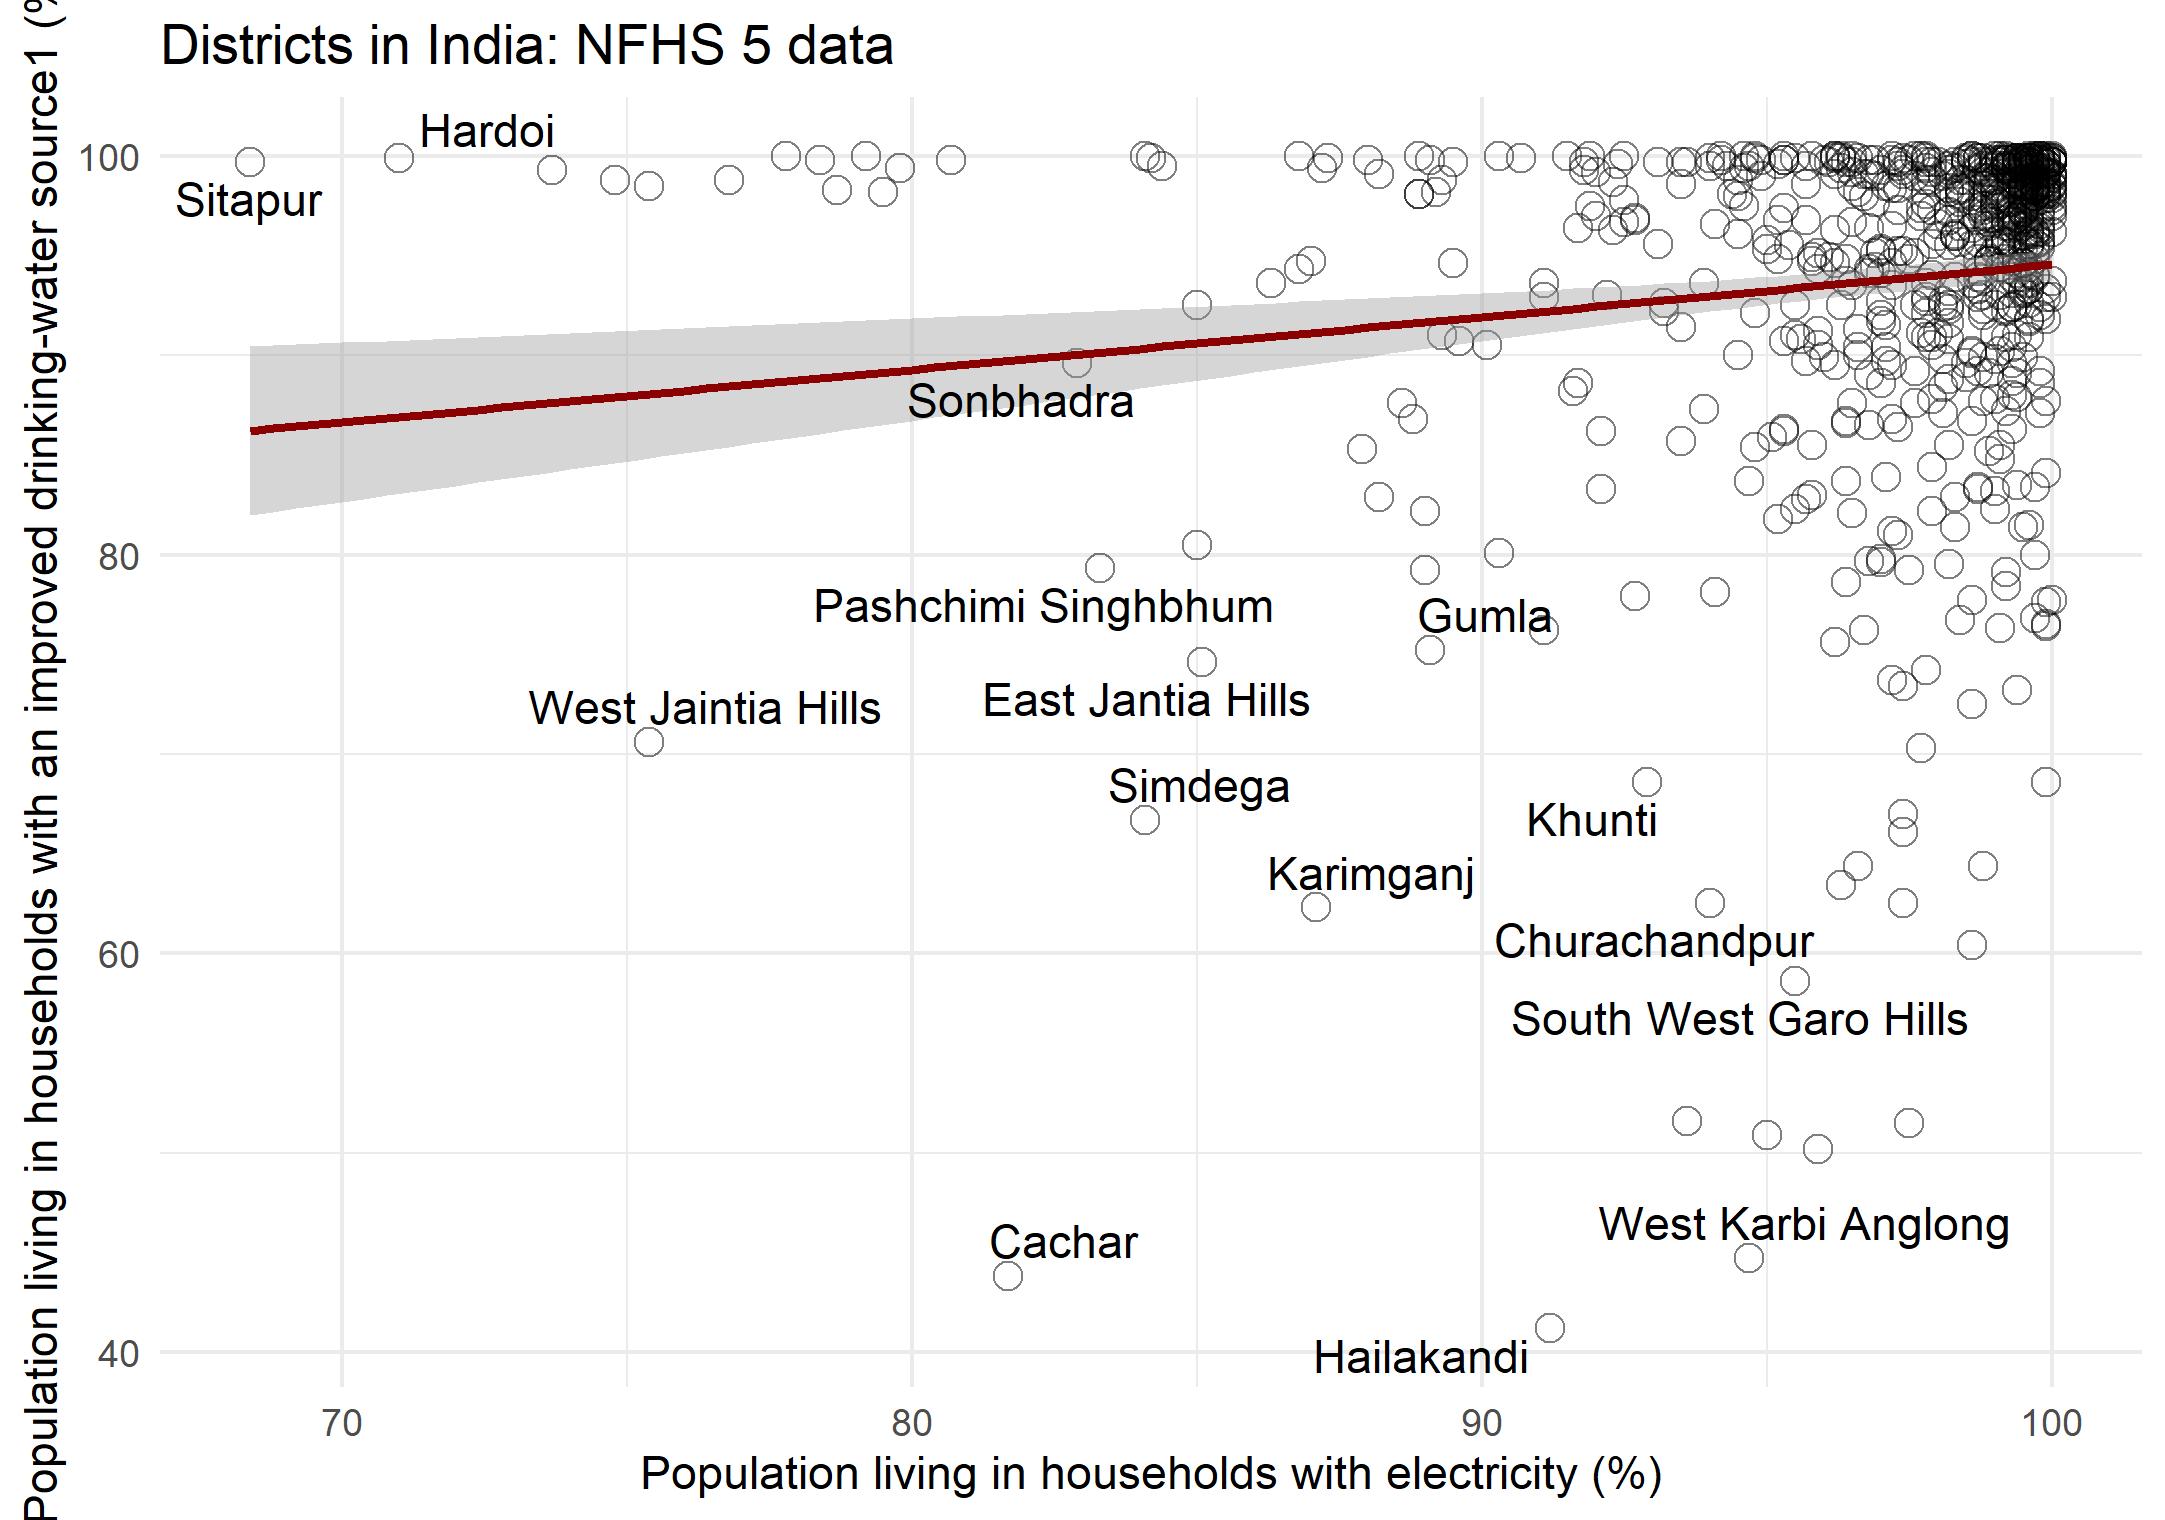 Districts in India: NFHS 5 data
Population living in households with an improved drinking-water source1 (%
100
80
60
40
Hardoi
Sitapur
Sonbhadra
Pashchimi Singhbhum
Gumla
West Jaintia Hills
East Jantia Hills
Simdega
Khunti
Karimganj
Churachandpur
South West Garo Hills
West Karbi Anglong
Cachar
Hailakandi
70
80
90
100
Population living in households with electricity (%)